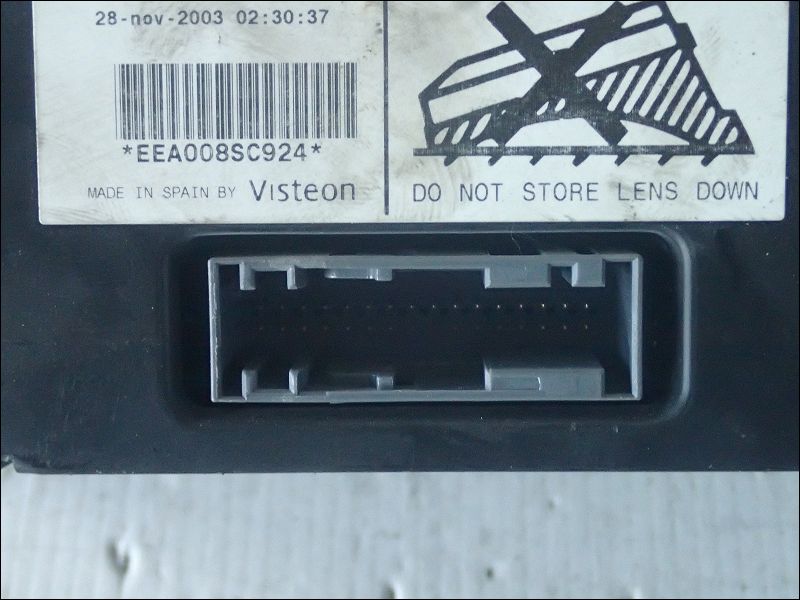 28-nov-2003 02:30:37
*EEA008SC924*
MADE IN SPAIN BY Visteon
DO NOT STORE LENS DOWN